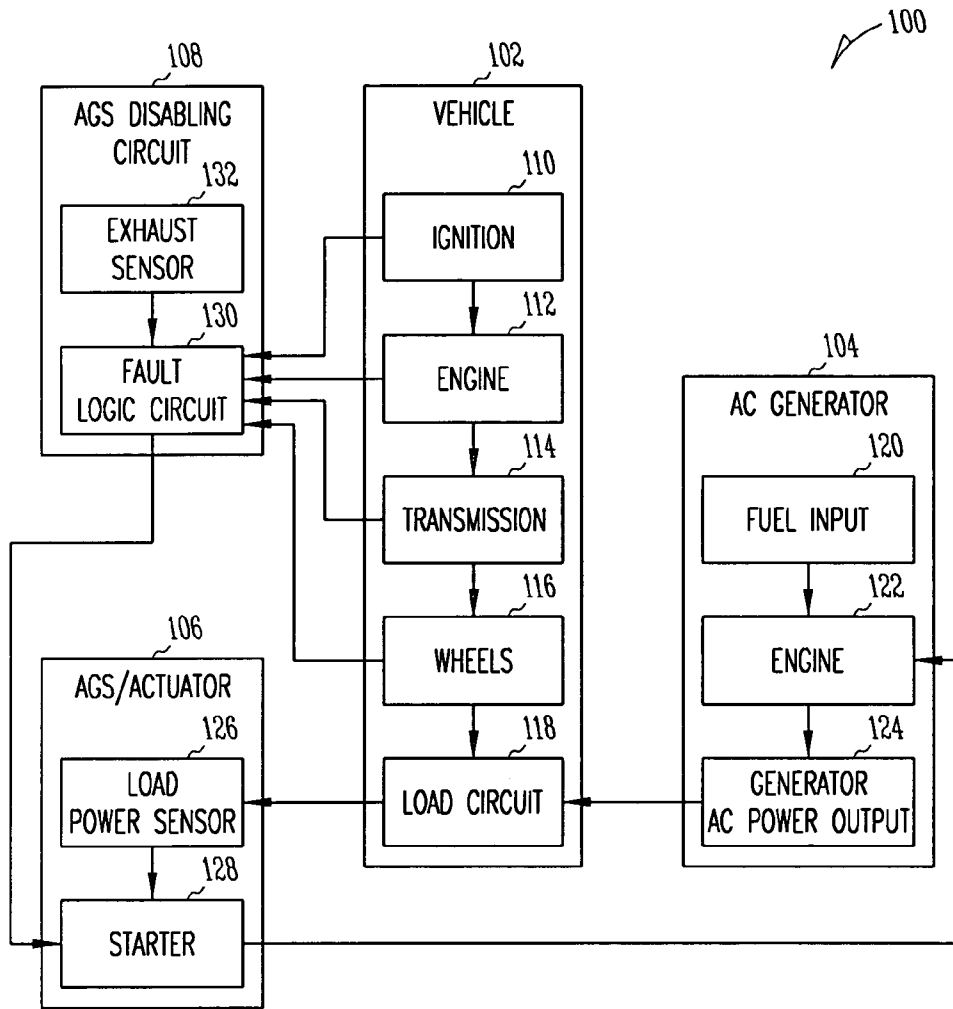 100
108
AGS DISABLING
CIRCUIT
132
EXHAUST
SENSOR
130
FAULT
LOGIC CIRCUIT
102
VEHICLE
110
IGNITION
112
ENGINE
114
TRANSMISSION
116
WHEELS
118
LOAD CIRCUIT
104
AC GENERATOR
120
FUEL INPUT
122
ENGINE
124
GENERATOR
AC POWER OUTPUT
106
AGS/ACTUATOR
126
LOAD
POWER SENSOR
128
STARTER